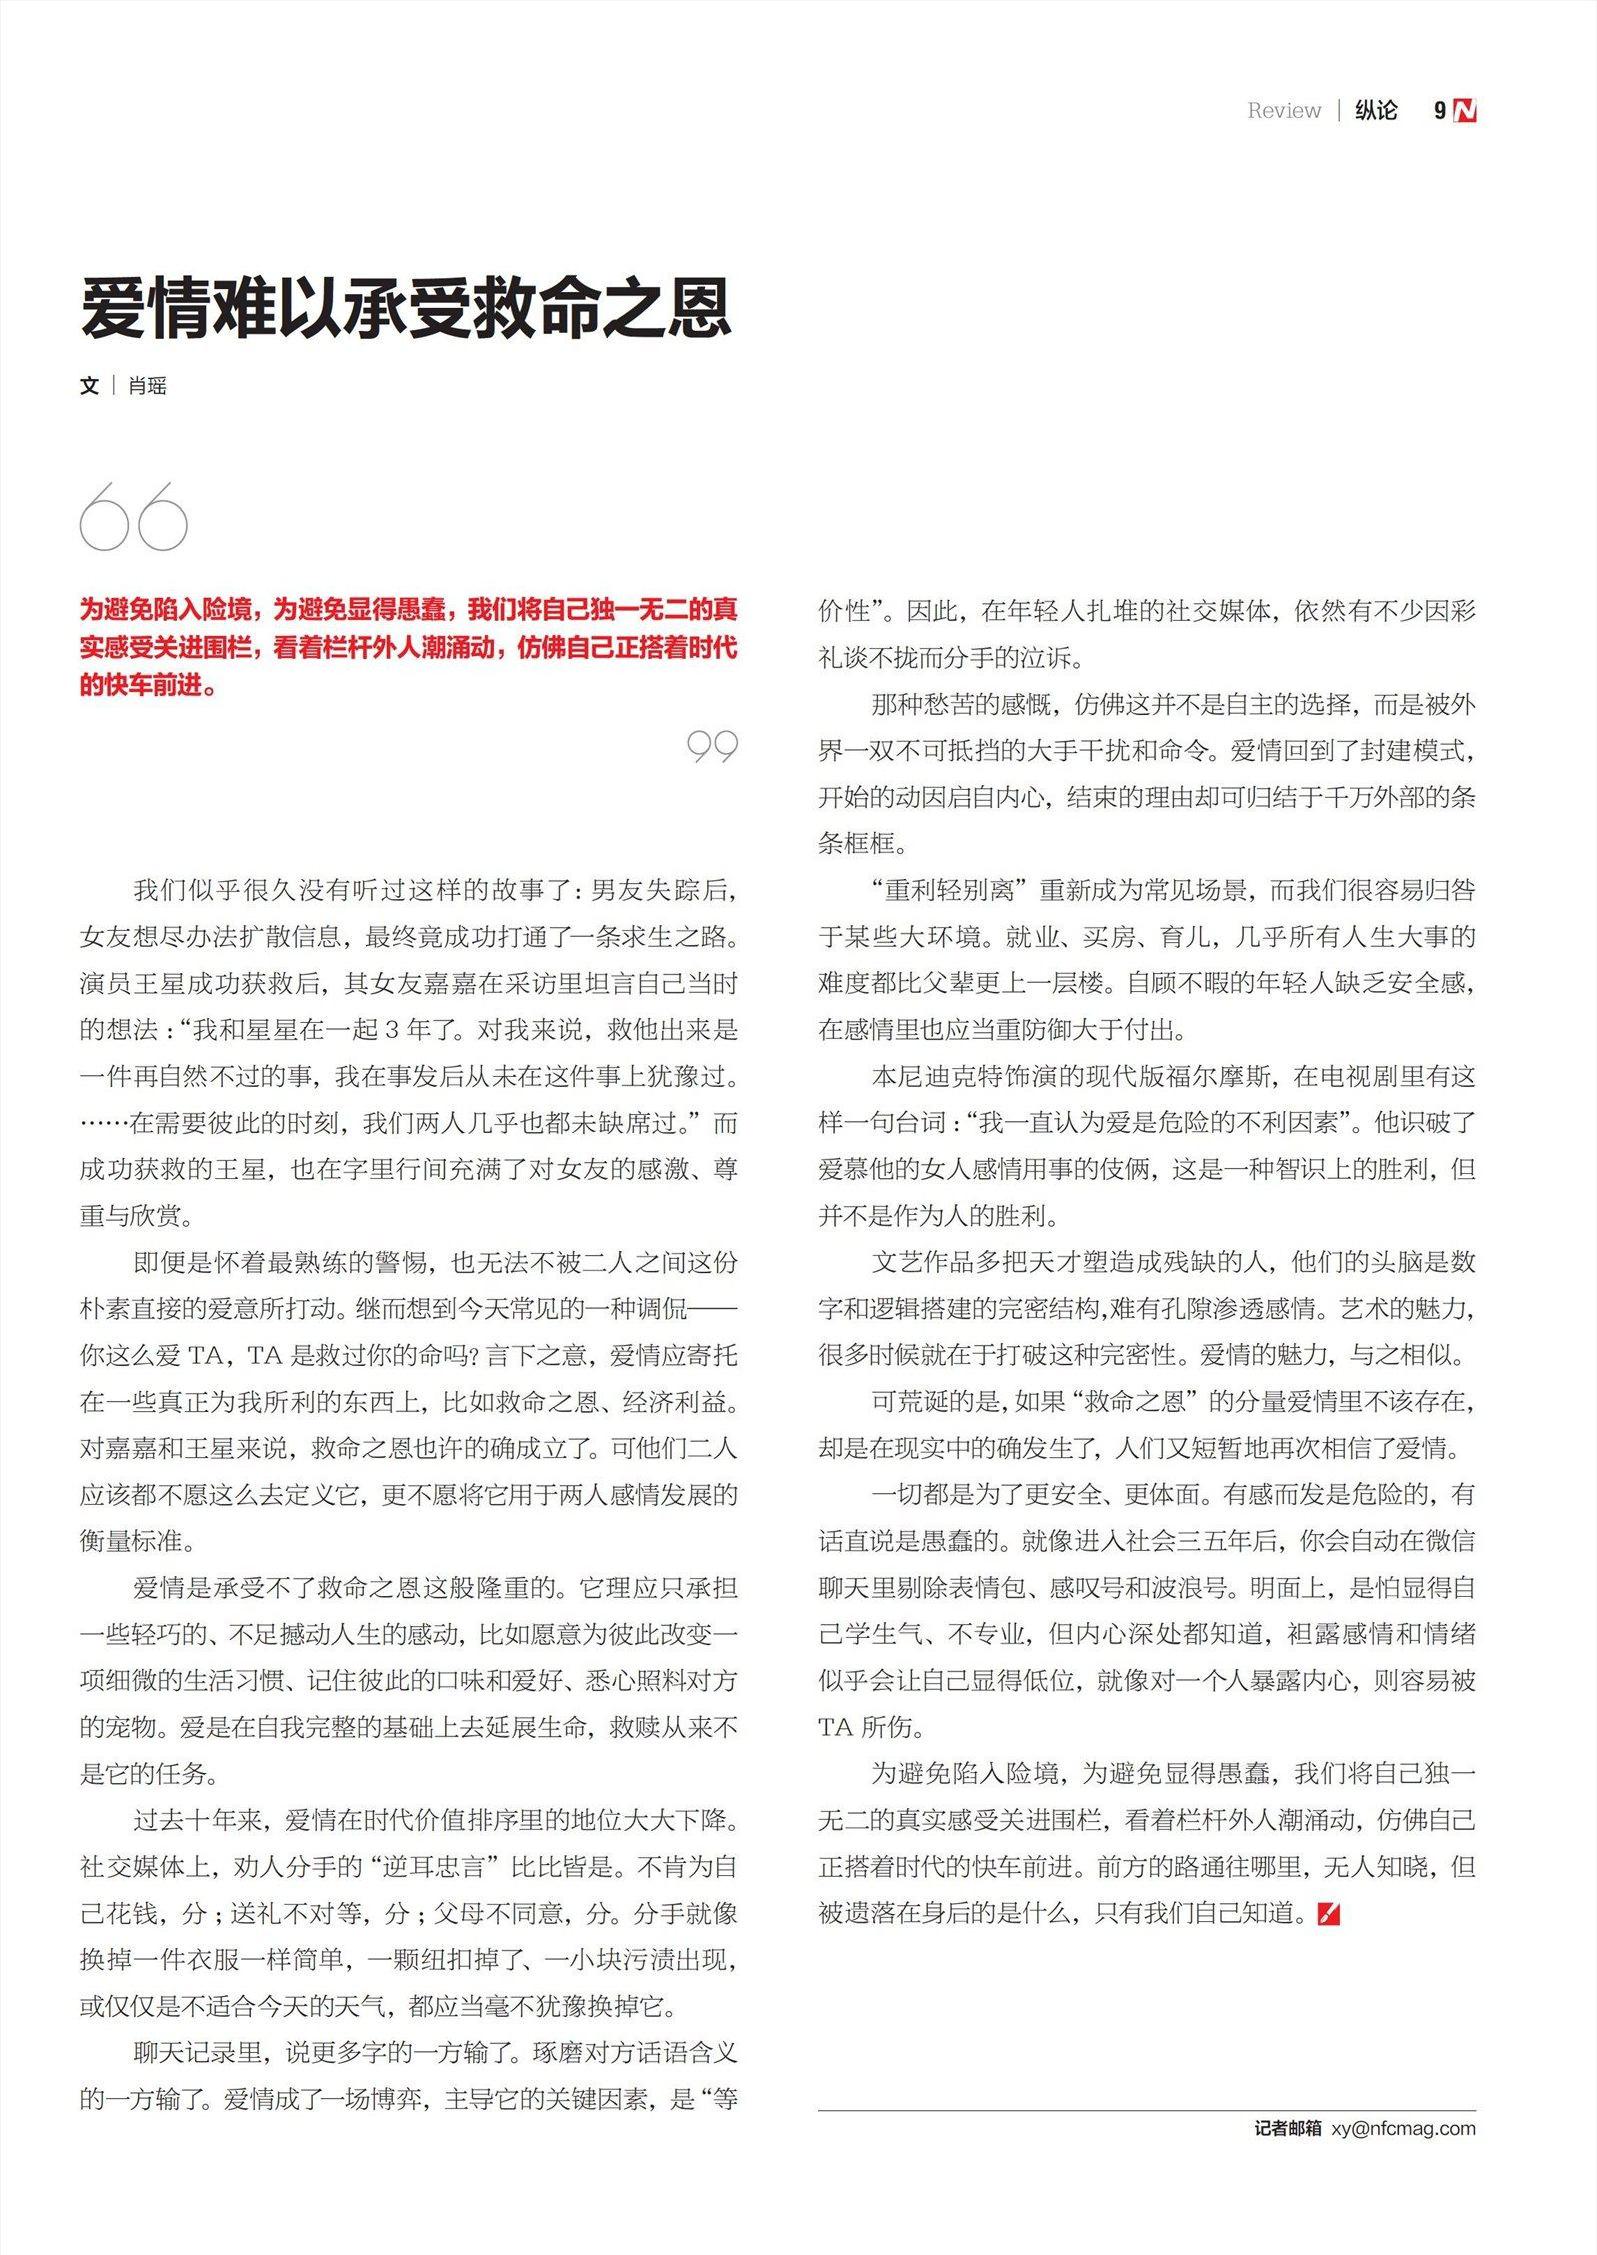 Review | 纵论 9
爱情难以承受救命之恩
文 | 肖瑶
为避免陷入险境，为避免显得愚蠢，我们将自己独一无二的真
实感受关进围栏，看着栏杆外人潮涌动，仿佛自己正搭着时代
的快车前进。
我们似乎很久没有听过这样的故事了：男友失踪后，
女友想尽办法扩散信息，最终竟成功打通了一条求生之路。
演员王星成功获救后，其女友嘉嘉在采访里坦言自己当时
的想法：“我和星星在一起 3 年了。对我来说，救他出来是
一件再自然不过的事，我在事发后从未在这件事上犹豫过。
……在需要彼此的时刻，我们两人几乎也都未缺席过。”而
成功获救的王星，也在字里行间充满了对女友的感激、尊
重与欣赏。
即便是怀着最熟练的警惕，也无法不被二人之间这份
朴素直接的爱意所打动。继而想到今天常见的一种调侃——
你这么爱 TA，TA 是救过你的命吗？言下之意，爱情应寄托
在一些真正为我所利的东西上，比如救命之恩、经济利益。
对嘉嘉和王星来说，救命之恩也许的确成立了。可他们二人
应该都不愿这么去定义它，更不愿将它用于两人感情发展的
衡量标准。
爱情是承受不了救命之恩这般隆重的。它理应只承担
一些轻巧的、不足撼动人生的感动，比如愿意为彼此改变一
项细微的生活习惯、记住彼此的口味和爱好、悉心照料对方
的宠物。爱是在自我完整的基础上去延展生命，救赎从来不
是它的任务。
过去十年来，爱情在时代价值排序里的地位大大下降。
社交媒体上，劝人分手的“逆耳忠言”比比皆是。不肯为自
己花钱，分；送礼不对等，分；父母不同意，分。分手就像
换掉一件衣服一样简单，一颗纽扣掉了、一小块污渍出现，
或仅仅是不适合今天的天气，都应当毫不犹豫换掉它。
聊天记录里，说更多字的一方输了。琢磨对方话语含义
的一方输了。爱情成了一场博弈，主导它的关键因素，是“等
价性”。因此，在年轻人扎堆的社交媒体，依然有不少因彩
礼谈不拢而分手的泣诉。
那种愁苦的感慨，仿佛这并不是自主的选择，而是被外
界一双不可抵挡的大手干扰和命令。爱情回到了封建模式，
开始的动因启自内心，结束的理由却可归结于千万外部的条
条框框。
“重利轻别离”重新成为常见场景，而我们很容易归咎
于某些大环境。就业、买房、育儿，几乎所有人生大事的
难度都比父辈更上一层楼。自顾不暇的年轻人缺乏安全感，
在感情里也应当重防御大于付出。
本尼迪克特饰演的现代版福尔摩斯，在电视剧里有这
样一句台词：“我一直认为爱是危险的不利因素”。他识破了
爱慕他的女人感情用事的伎俩，这是一种智识上的胜利，但
并不是作为人的胜利。
文艺作品多把天才塑造成残缺的人，他们的头脑是数
字和逻辑搭建的完密结构，难有孔隙渗透感情。艺术的魅力，
很多时候就在于打破这种完密性。爱情的魅力，与之相似。
可荒诞的是，如果“救命之恩”的分量爱情里不该存在，
却是在现实中的确发生了，人们又短暂地再次相信了爱情。
一切都是为了更安全、更体面。有感而发是危险的，有
话直说是愚蠢的。就像进入社会三五年后，你会自动在微信
聊天里剔除表情包、感叹号和波浪号。明面上，是怕显得自
己学生气、不专业，但内心深处都知道，袒露感情和情绪
似乎会让自己显得低位，就像对一个人暴露内心，则容易被
TA 所伤。
为避免陷入险境，为避免显得愚蠢，我们将自己独一
无二的真实感受关进围栏，看着栏杆外人潮涌动，仿佛自己
正搭着时代的快车前进。前方的路通往哪里，无人知晓，但
被遗落在身后的是什么，只有我们自己知道。
记者邮箱 xy@nfcmag.com